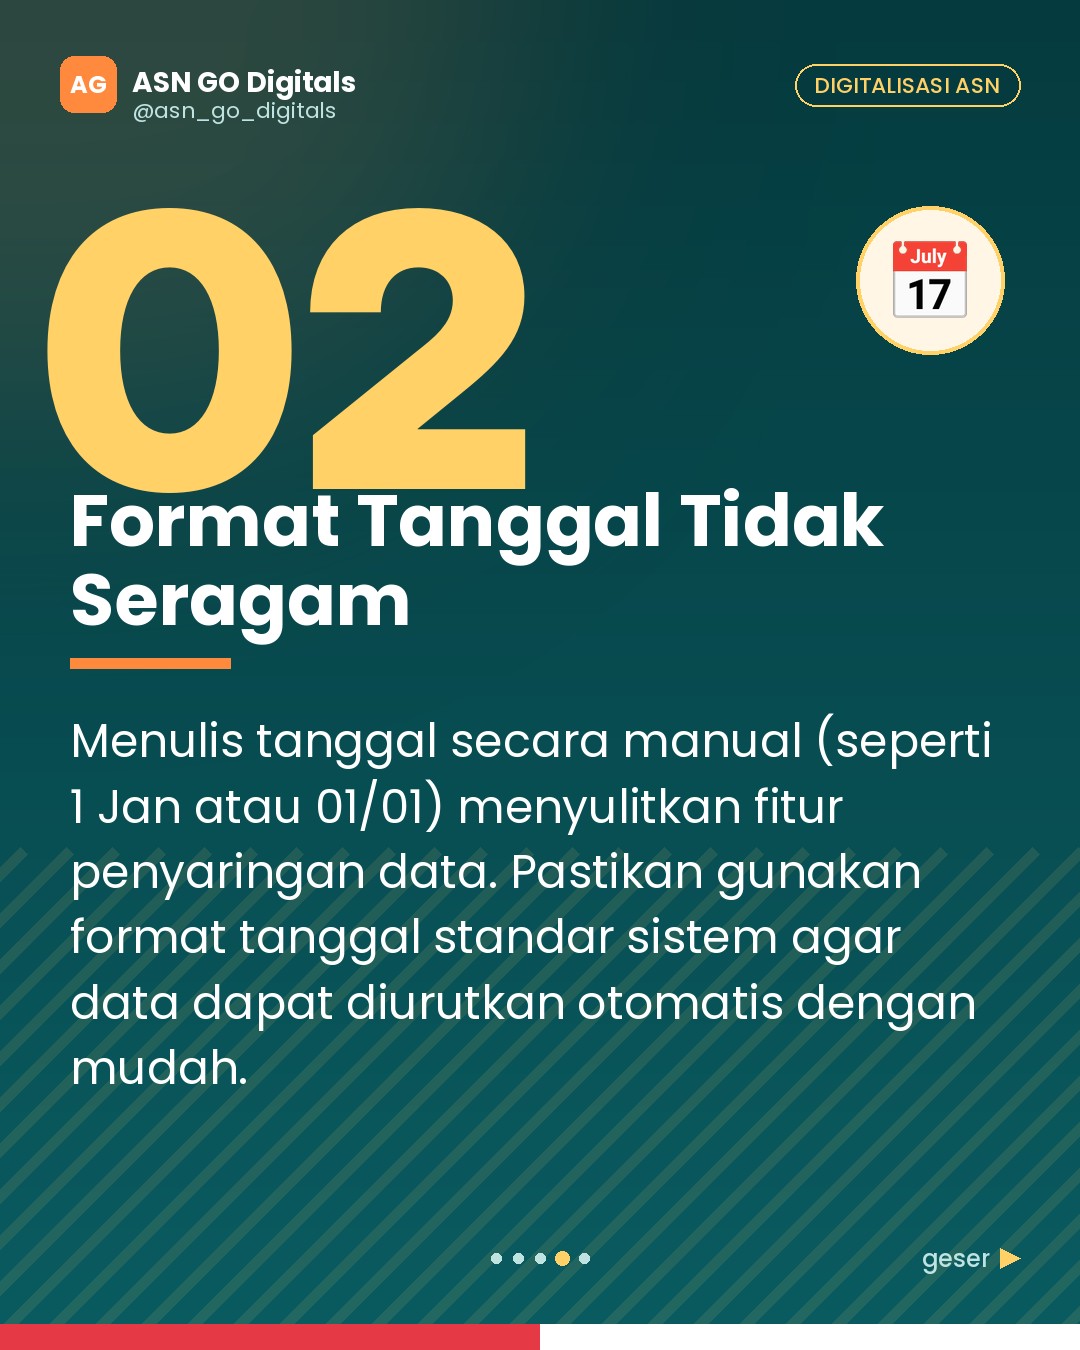 AG
ASN GO Digitals
@asn_go_digitals
DIGITALISASI ASN
02
July
17
Format Tanggal Tidak
Seragam
Menulis tanggal secara manual (seperti
1 Jan atau 01/01) menyulitkan fitur
penyaringan data. Pastikan gunakan
format tanggal standar sistem agar
data dapat diurutkan otomatis dengan
mudah.
geser